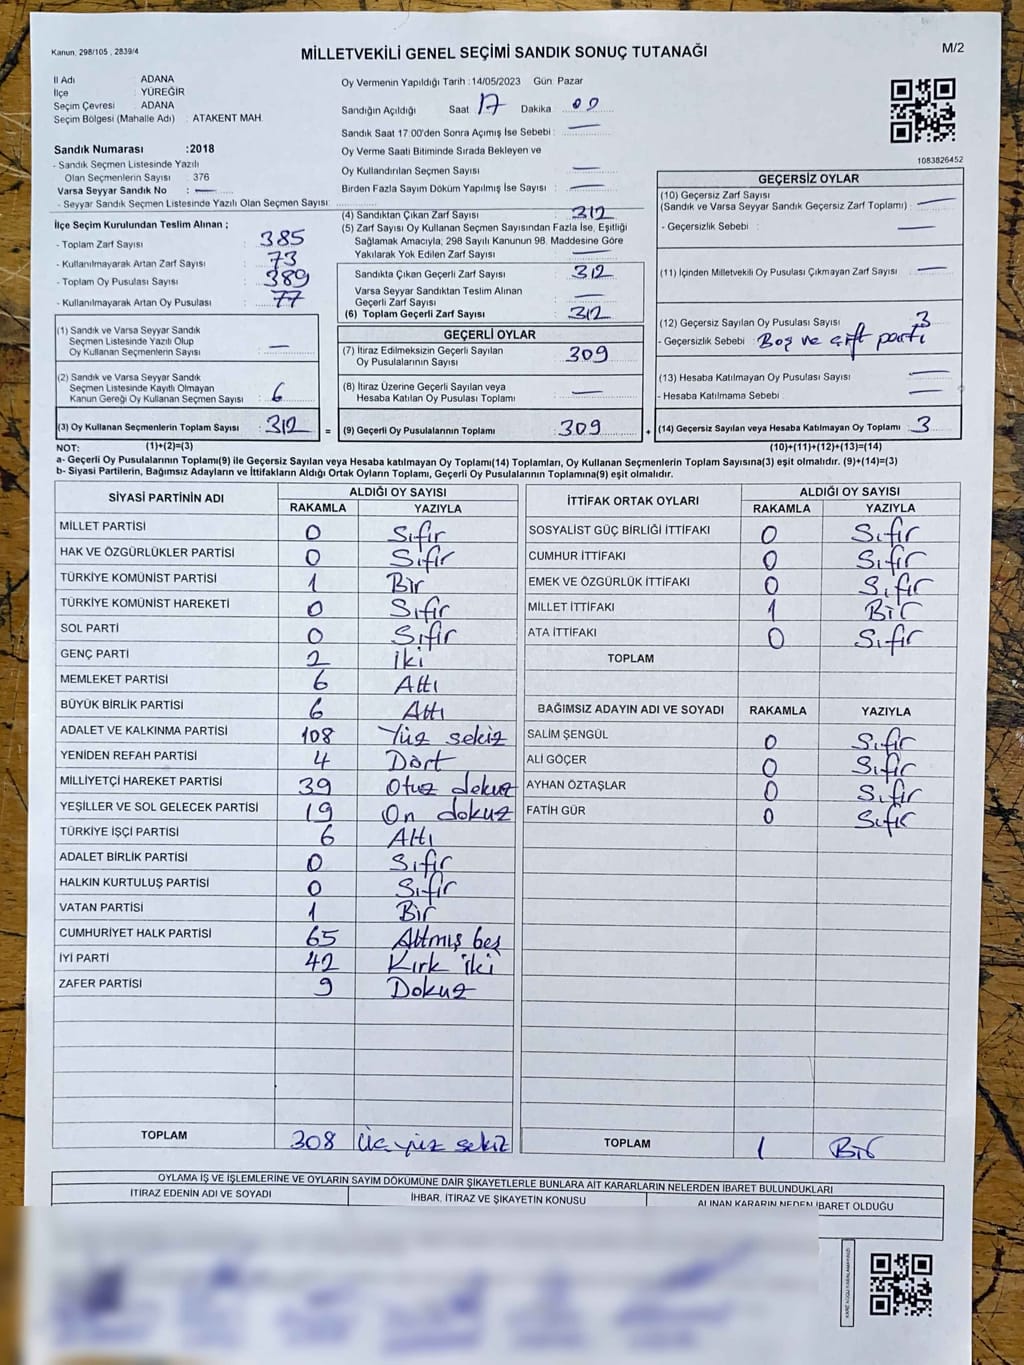 Kanun, 298/105 , 2839/4
MİLLETVEKİLİ GENEL SEÇİMİ SANDIK SONUÇ TUTANAĞI
M/2
İl Adı : ADANA
İlçe : YÜREĞİR
Seçim Çevresi : ADANA
Seçim Bölgesi (Mahalle Adı) : ATAKENT MAH.
Sandık Numarası :2018
- Sandık Seçmen Listesinde Yazılı
Olan Seçmenlerin Sayısı : 376
Varsa Seyyar Sandık No : —
- Seyyar Sandık Seçmen Listesinde Yazılı Olan Seçmen Sayısı:
Oy Vermenin Yapıldığı Tarih :14/05/2023 Gün Pazar
Sandığın Açıldığı Saat 17 Dakika 00
Sandık Saat 17:00'den Sonra Açımış İse Sebebi : —
Oy Verme Saati Bitiminde Sırada Bekleyen ve
Oy Kullandırılan Seçmen Sayısı : —
Birden Fazla Sayım Döküm Yapılmış İse Sayısı : —
1083826452
İlçe Seçim Kurulundan Teslim Alınan ;
- Toplam Zarf Sayısı : 385
- Kullanılmayarak Artan Zarf Sayısı : 73
- Toplam Oy Pusulası Sayısı : 389
- Kullanılmayarak Artan Oy Pusulası : 77
(1) Sandık ve Varsa Seyyar Sandık
Seçmen Listesinde Yazılı Olup
Oy Kullanan Seçmenlerin Sayısı : —
(2) Sandık ve Varsa Seyyar Sandık
Seçmen Listesinde Kayıtlı Olmayan
Kanun Gereği Oy Kullanan Seçmen Sayısı : 6
(3) Oy Kullanan Seçmenlerin Toplam Sayısı : 312
(4) Sandıktan Çıkan Zarf Sayısı : 312
(5) Zarf Sayısı Oy Kullanan Seçmen Sayısından Fazla İse, Eşitliği
Sağlamak Amacıyla; 298 Sayılı Kanunun 98. Maddesine Göre
Yakılarak Yok Edilen Zarf Sayısı : —
Sandıkta Çıkan Geçerli Zarf Sayısı : 312
Varsa Seyyar Sandıktan Teslim Alınan
Geçerli Zarf Sayısı : —
(6) Toplam Geçerli Zarf Sayısı : 312
GEÇERLİ OYLAR
(7) İtiraz Edilmeksizin Geçerli Sayılan
Oy Pusulalarının Sayısı : 309
(8) İtiraz Üzerine Geçerli Sayılan veya
Hesaba Katılan Oy Pusulası Toplamı : —
= (9) Geçerli Oy Pusulalarının Toplamı : 309
GEÇERSİZ OYLAR
(10) Geçersiz Zarf Sayısı
(Sandık ve Varsa Seyyar Sandık Geçersiz Zarf Toplamı) : —
- Geçersizlik Sebebi : —
(11) İçinden Milletvekili Oy Pusulası Çıkmayan Zarf Sayısı : —
(12) Geçersiz Sayılan Oy Pusulası Sayısı : 3
- Geçersizlik Sebebi : Boş ve çift parti
(13) Hesaba Katılmayan Oy Pusulası Sayısı : —
- Hesaba Katılmama Sebebi : —
+ (14) Geçersiz Sayılan veya Hesaba Katılmayan Oy Toplamı : 3
NOT: (1)+(2)=(3) (10)+(11)+(12)+(13)=(14)
a- Geçerli Oy Pusulalarının Toplamı(9) ile Geçersiz Sayılan veya Hesaba katılmayan Oy Toplamı(14) Toplamları, Oy Kullanan Seçmenlerin Toplam Sayısına(3) eşit olmalıdır. (9)+(14)=(3)
b- Siyasi Partilerin, Bağımsız Adayların ve İttifakların Aldığı Ortak Oyların Toplamı, Geçerli Oy Pusulalarının Toplamına(9) eşit olmalıdır.
SİYASİ PARTİNİN ADI ALDIĞI OY SAYISI
RAKAMLA YAZIYLA
MİLLET PARTİSİ 0 Sıfır
HAK VE ÖZGÜRLÜKLER PARTİSİ 0 Sıfır
TÜRKİYE KOMÜNİST PARTİSİ 1 Bir
TÜRKİYE KOMÜNİST HAREKETİ 0 Sıfır
SOL PARTİ 0 Sıfır
GENÇ PARTİ 2 İki
MEMLEKET PARTİSİ 6 Altı
BÜYÜK BİRLİK PARTİSİ 6 Altı
ADALET VE KALKINMA PARTİSİ 108 Yüz sekiz
YENİDEN REFAH PARTİSİ 4 Dört
MİLLİYETÇİ HAREKET PARTİSİ 39 Otuz dokuz
YEŞİLLER VE SOL GELECEK PARTİSİ 19 On dokuz
TÜRKİYE İŞÇİ PARTİSİ 6 Altı
ADALET BİRLİK PARTİSİ 0 Sıfır
HALKIN KURTULUŞ PARTİSİ 0 Sıfır
VATAN PARTİSİ 1 Bir
CUMHURİYET HALK PARTİSİ 65 Altmış beş
İYİ PARTİ 42 Kırk iki
ZAFER PARTİSİ 9 Dokuz
TOPLAM 308 Üç yüz sekiz
İTTİFAK ORTAK OYLARI ALDIĞI OY SAYISI
RAKAMLA YAZIYLA
SOSYALİST GÜÇ BİRLİĞİ İTTİFAKI 0 Sıfır
CUMHUR İTTİFAKI 0 Sıfır
EMEK VE ÖZGÜRLÜK İTTİFAKI 0 Sıfır
MİLLET İTTİFAKI 1 Bir
ATA İTTİFAKI 0 Sıfır
TOPLAM
BAĞIMSIZ ADAYIN ADI VE SOYADI RAKAMLA YAZIYLA
SALİM ŞENGÜL 0 Sıfır
ALİ GÖÇER 0 Sıfır
AYHAN ÖZTAŞLAR 0 Sıfır
FATİH GÜR 0 Sıfır
TOPLAM 1 Bir
OYLAMA İŞ VE İŞLEMLERİNE VE OYLARIN SAYIM DÖKÜMÜNE DAİR ŞİKAYETLERLE BUNLARA AİT KARARLARIN NELERDEN İBARET BULUNDUKLARI
İTİRAZ EDENİN ADI VE SOYADI İHBAR, İTİRAZ VE ŞİKAYETİN KONUSU ALINAN KARARIN NEDEN İBARET OLDUĞU